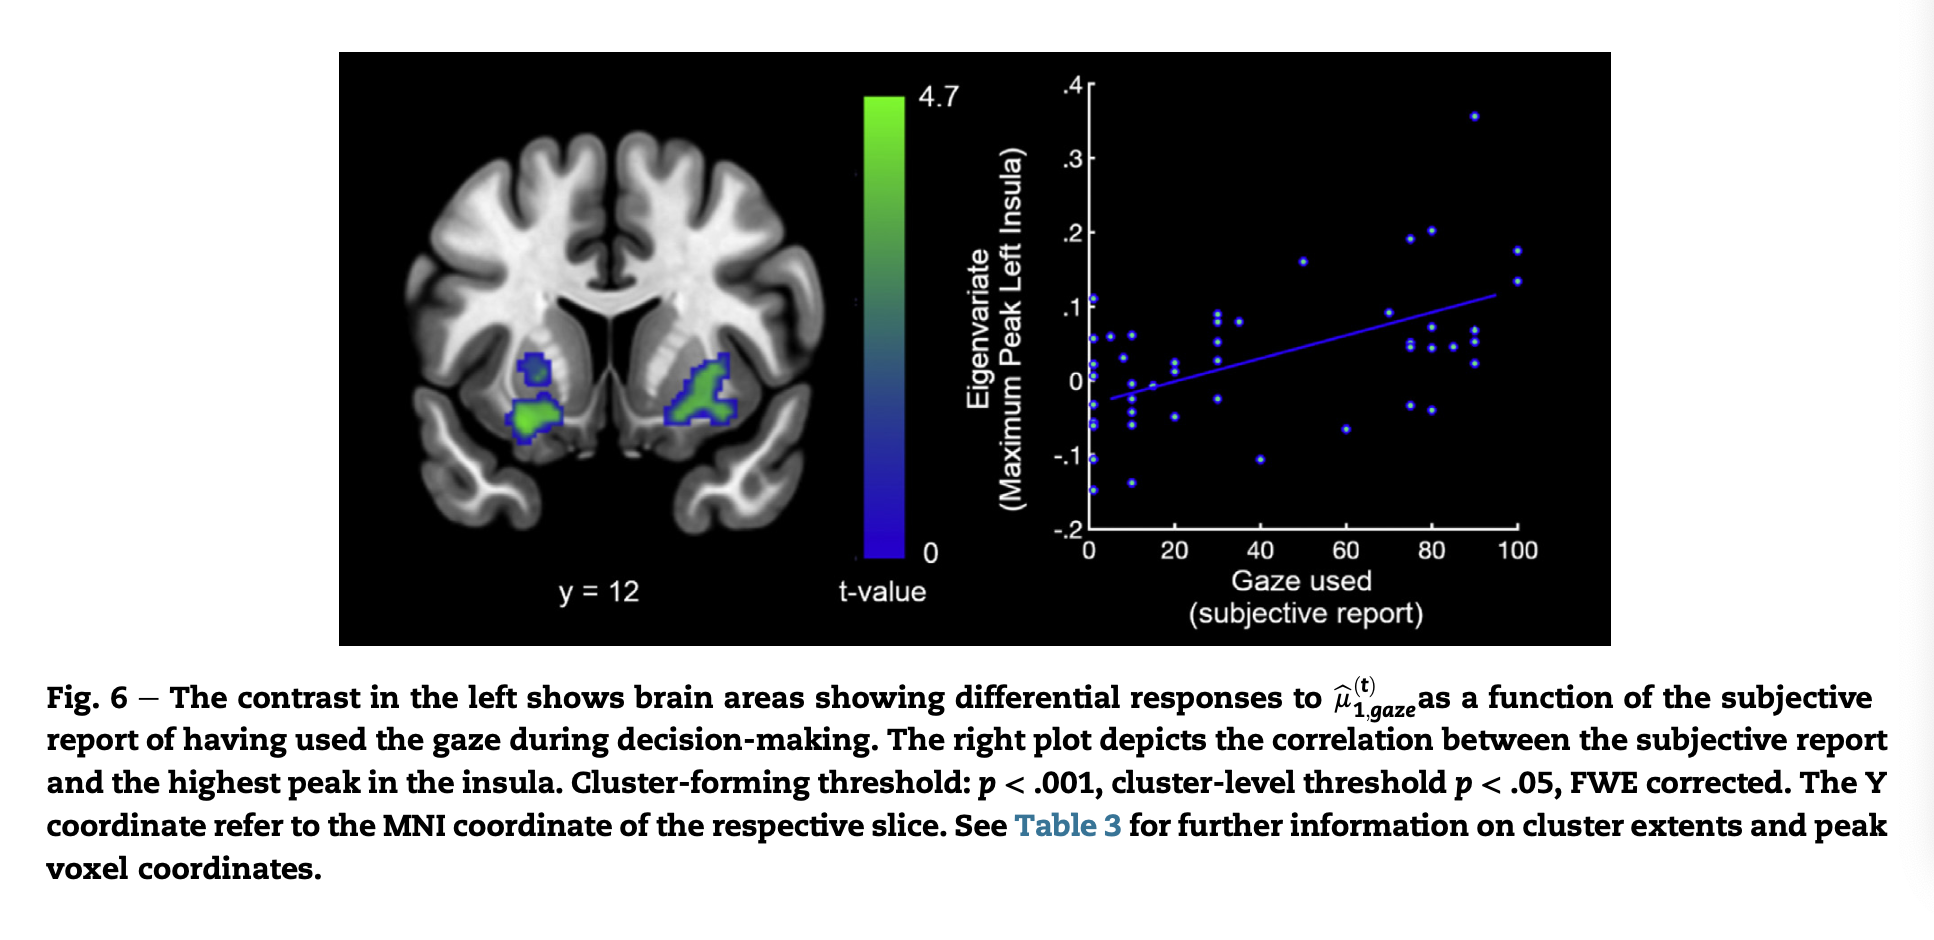 4.7
0
t-value
y = 12
.4
.3
.2
.1
0
-.1
-.2
Eigenvariate
(Maximum Peak Left Insula)
0 20 40 60 80 100
Gaze used
(subjective report)
Fig. 6 – The contrast in the left shows brain areas showing differential responses to μ̂₁,gaze⁽ᵗ⁾ as a function of the subjective
report of having used the gaze during decision-making. The right plot depicts the correlation between the subjective report
and the highest peak in the insula. Cluster-forming threshold: p < .001, cluster-level threshold p < .05, FWE corrected. The Y
coordinate refer to the MNI coordinate of the respective slice. See Table 3 for further information on cluster extents and peak
voxel coordinates.